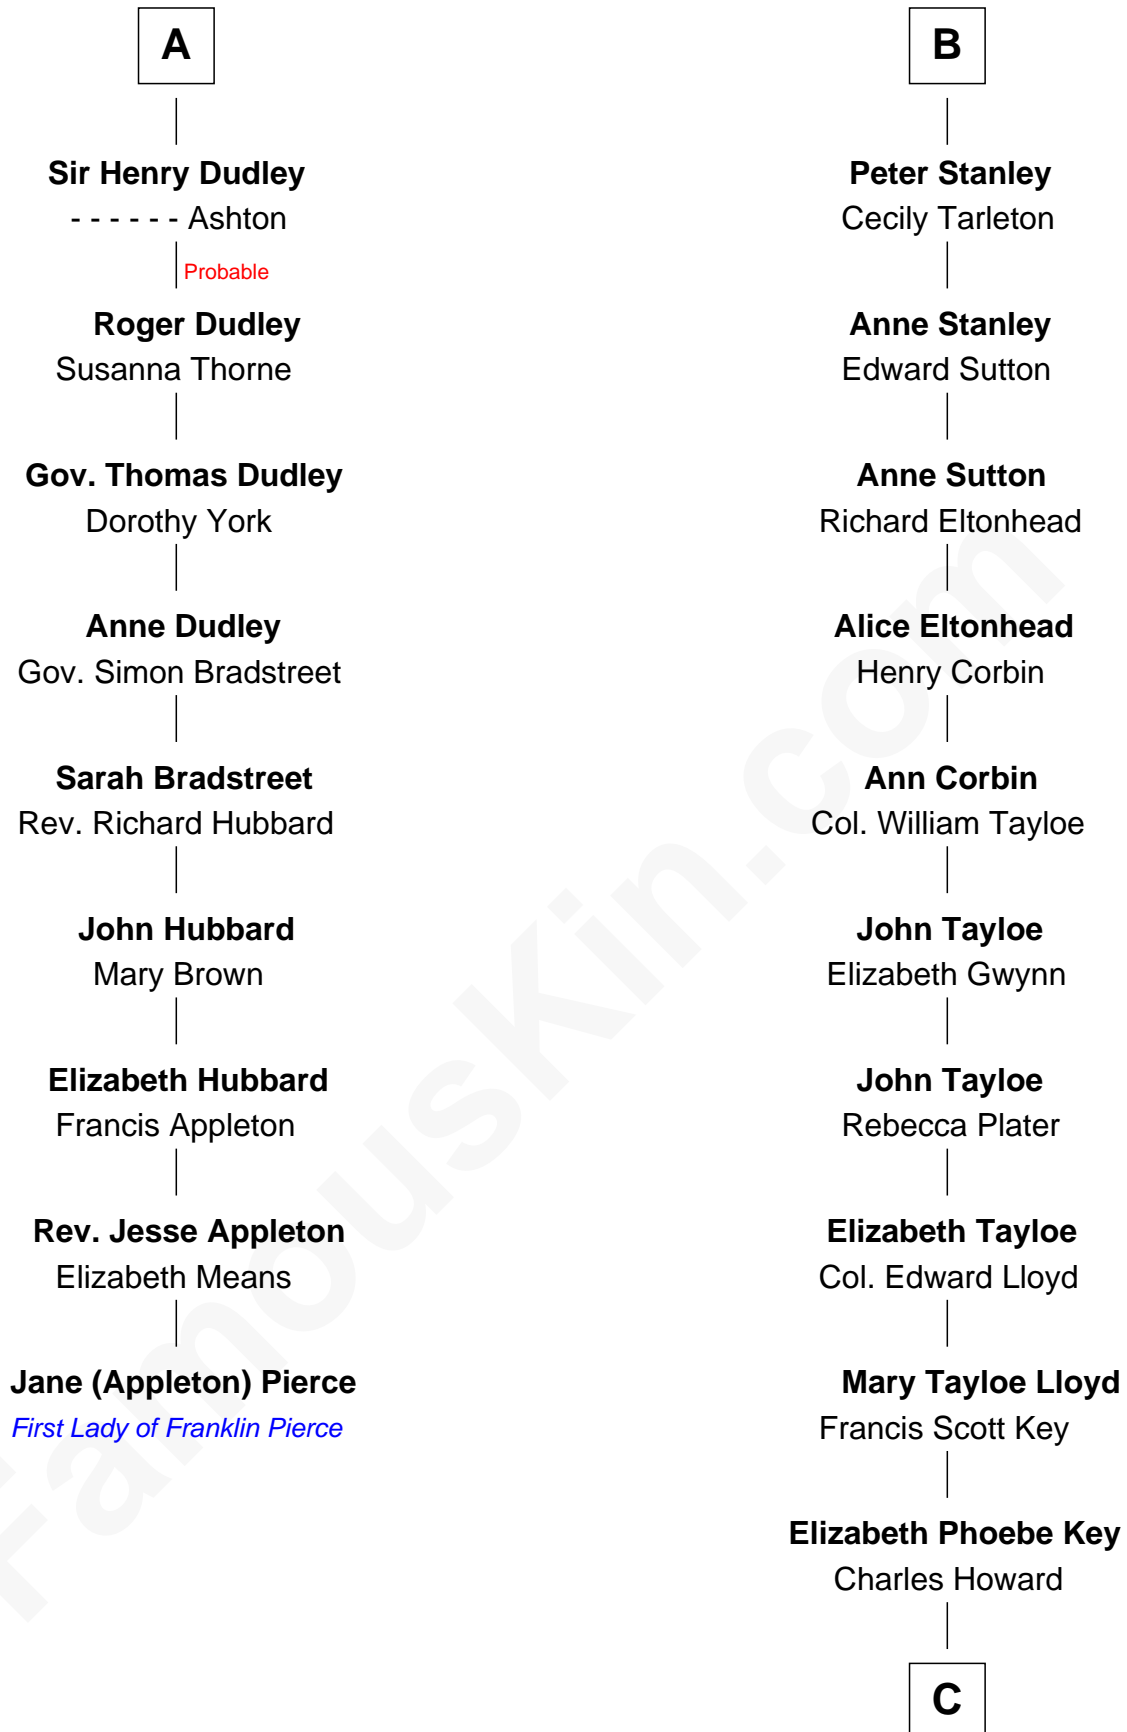 A
Sir Henry Dudley
- - - - - - Ashton
Probable
Roger Dudley
Susanna Thorne
Gov. Thomas Dudley
Dorothy York
Anne Dudley
Gov. Simon Bradstreet
Sarah Bradstreet
Rev. Richard Hubbard
John Hubbard
Mary Brown
Elizabeth Hubbard
Francis Appleton
Rev. Jesse Appleton
Elizabeth Means
Jane (Appleton) Pierce
First Lady of Franklin Pierce
B
Peter Stanley
Cecily Tarleton
Anne Stanley
Edward Sutton
Anne Sutton
Richard Eltonhead
Alice Eltonhead
Henry Corbin
Ann Corbin
Col. William Tayloe
John Tayloe
Elizabeth Gwynn
John Tayloe
Rebecca Plater
Elizabeth Tayloe
Col. Edward Lloyd
Mary Tayloe Lloyd
Francis Scott Key
Elizabeth Phoebe Key
Charles Howard
C
FamousKin.com